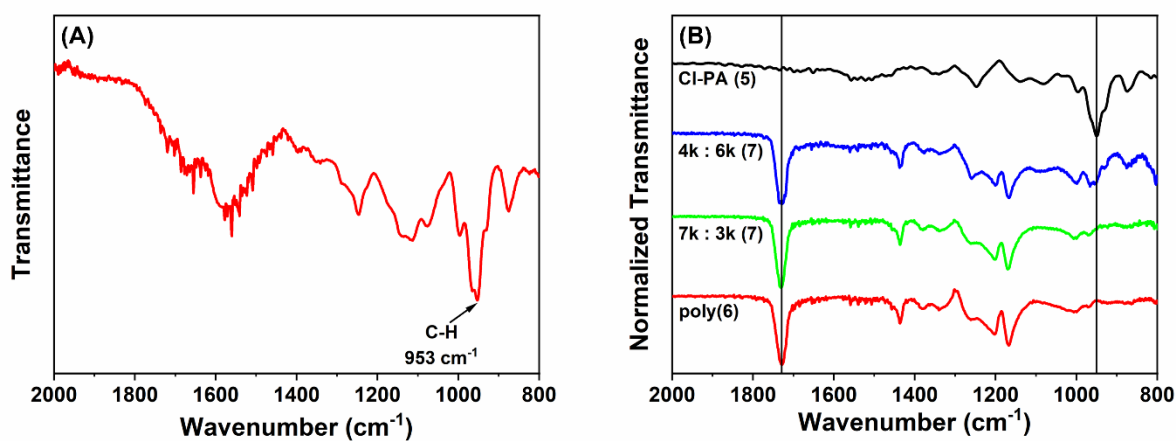 (A)
Transmittance
C-H
953 cm⁻¹
2000 1800 1600 1400 1200 1000 800
Wavenumber (cm⁻¹)
(B)
Normalized Transmittance
CI-PA (5)
4k : 6k (7)
7k : 3k (7)
poly(6)
2000 1800 1600 1400 1200 1000 800
Wavenumber (cm⁻¹)